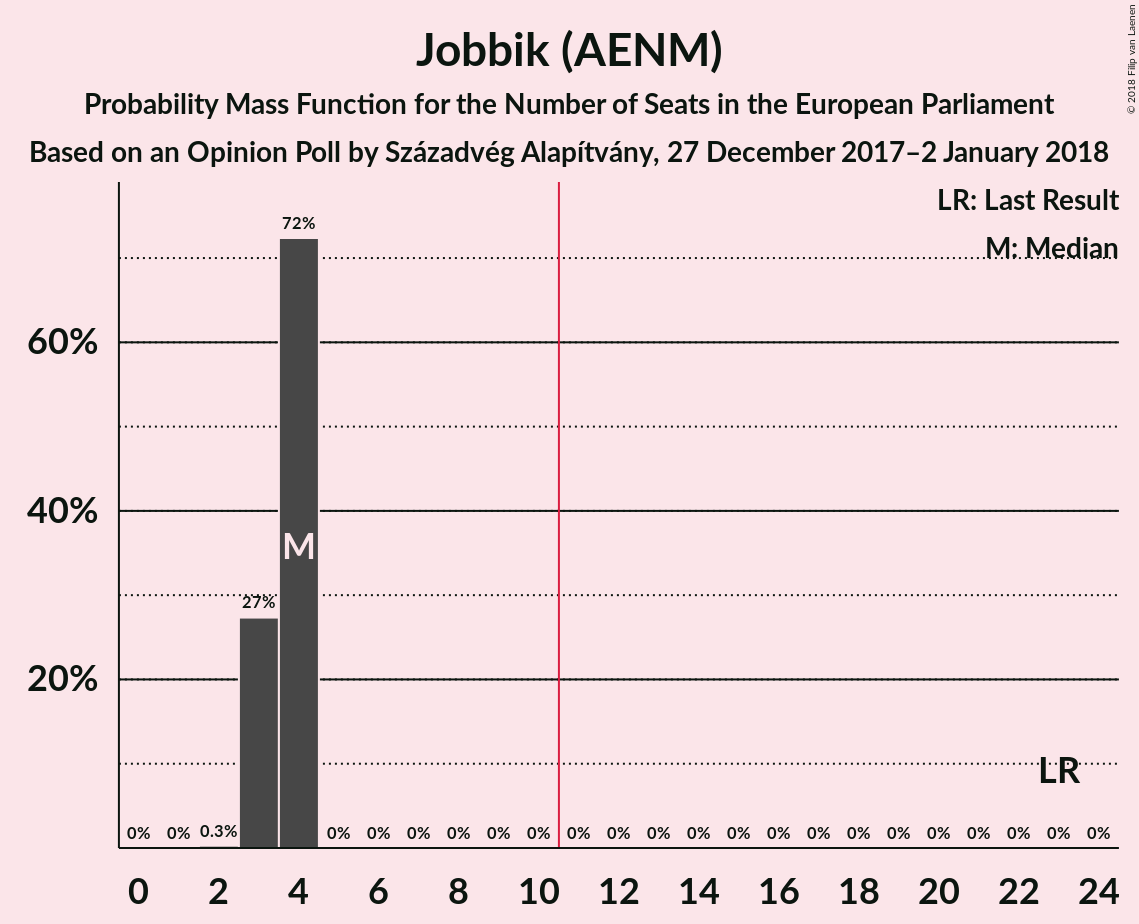 Jobbik (AENM)
Probability Mass Function for the Number of Seats in the European Parliament
Based on an Opinion Poll by Századvég Alapítvány, 27 December 2017–2 January 2018
© 2018 Filip van Laenen
LR: Last Result
M: Median
72%
60%
40%
M
27%
20%
LR
0% 0% 0.3% 0% 0% 0% 0% 0% 0% 0% 0% 0% 0% 0% 0% 0% 0% 0% 0% 0% 0% 0% 0%
0 2 4 6 8 10 12 14 16 18 20 22 24